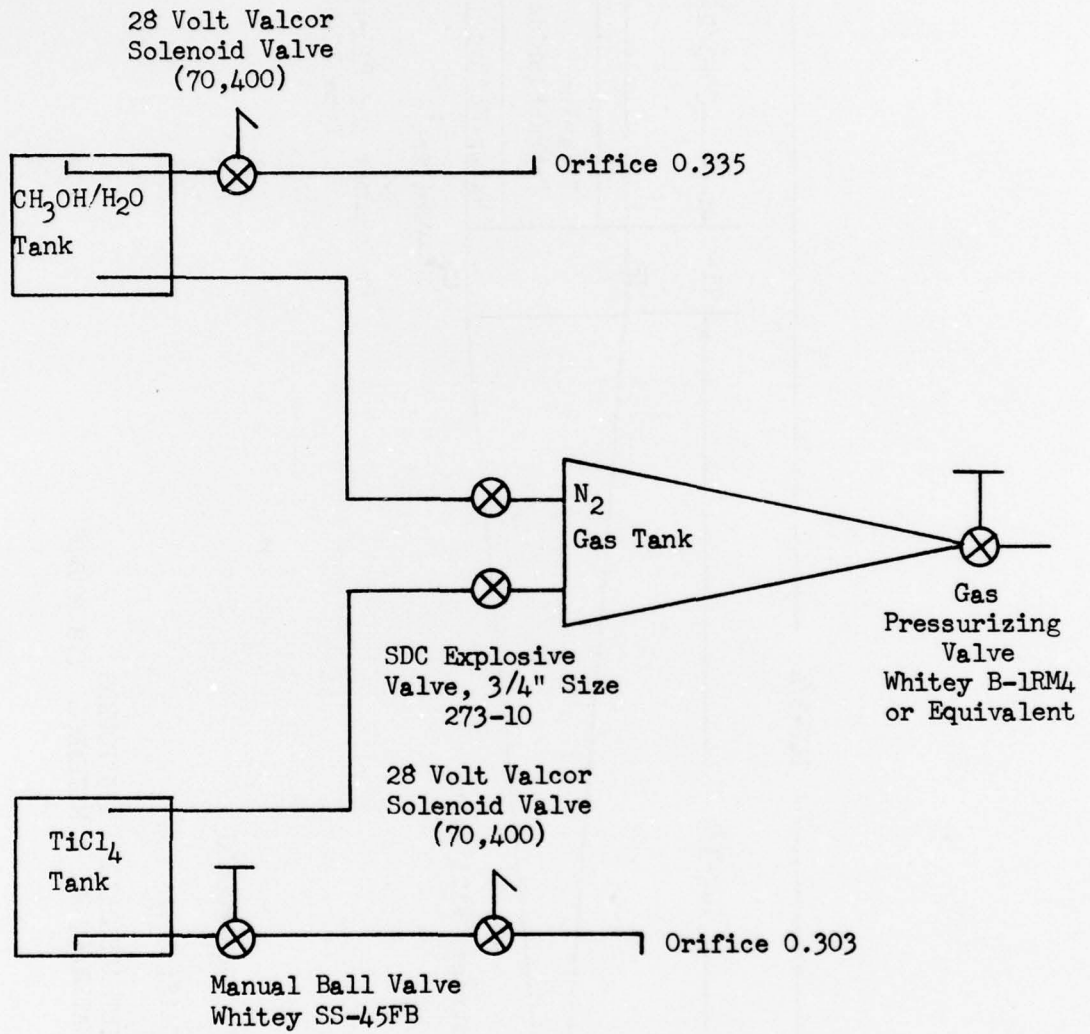 28 Volt Valcor
Solenoid Valve
(70,400)
Orifice 0.335
CH₃OH/H₂O
Tank
N₂
Gas Tank
Gas
Pressurizing
Valve
Whitey B-1RM4
or Equivalent
SDC Explosive
Valve, 3/4" Size
273-10
28 Volt Valcor
Solenoid Valve
(70,400)
TiCl₄
Tank
Orifice 0.303
Manual Ball Valve
Whitey SS-45FB